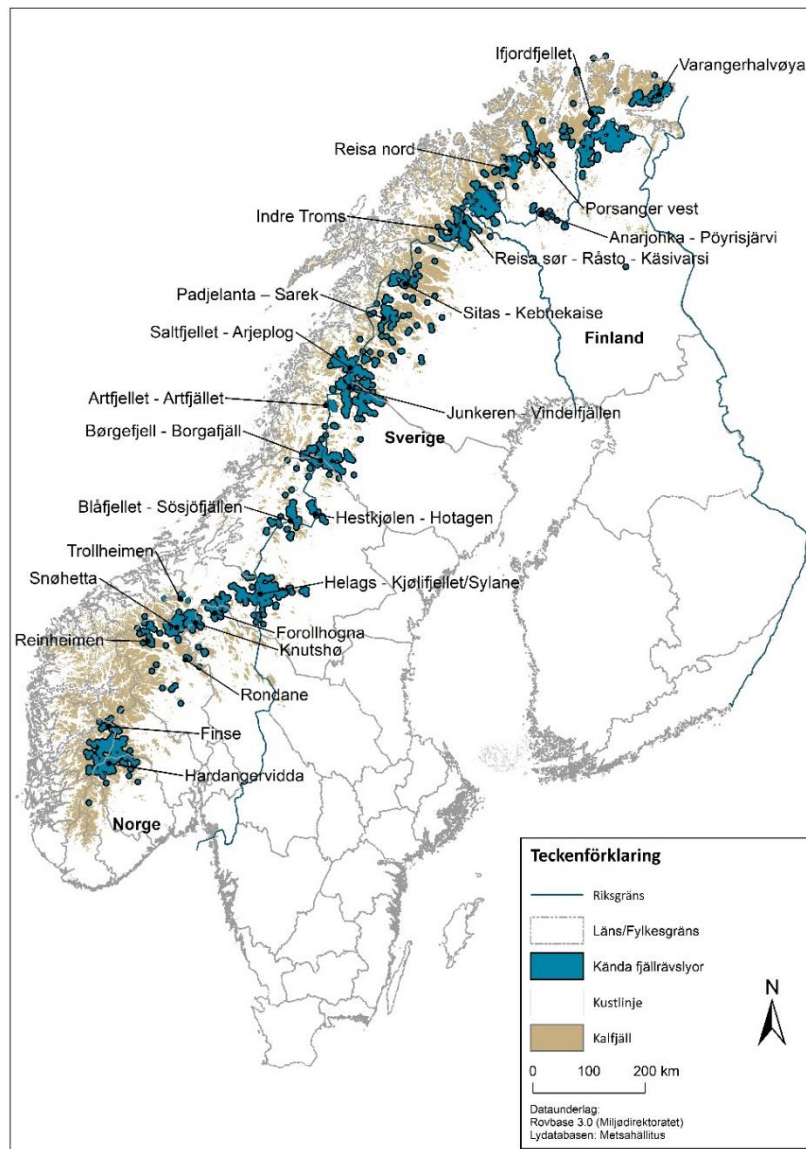 Ifjordfjellet
Varangerhalvøya
Reisa nord
Porsanger vest
Indre Troms
Anarjohka - Pöyrisjärvi
Reisa sør - Råsto - Käsivarsi
Padjelanta – Sarek
Sitas - Kebnekaise
Saltfjellet - Arjeplog
Finland
Artfjellet - Artfjället
Junkeren - Vindelfjällen
Sverige
Børgefjell - Borgafjäll
Blåfjellet - Sösjöfjällen
Hestkjølen - Hotagen
Trollheimen
Snøhetta
Helags - Kjølifjellet/Sylane
Reinheimen
Forollhogna
Knutshø
Rondane
Finse
Hardangervidda
Norge
Teckenförklaring
Riksgräns
Läns/Fylkesgräns
Kända fjällrävslyor
Kustlinje
Kalfjäll
N
0 100 200 km
Dataunderlag:
Rovbase 3.0 (Miljødirektoratet)
Lydatabasen: Metsahällitus